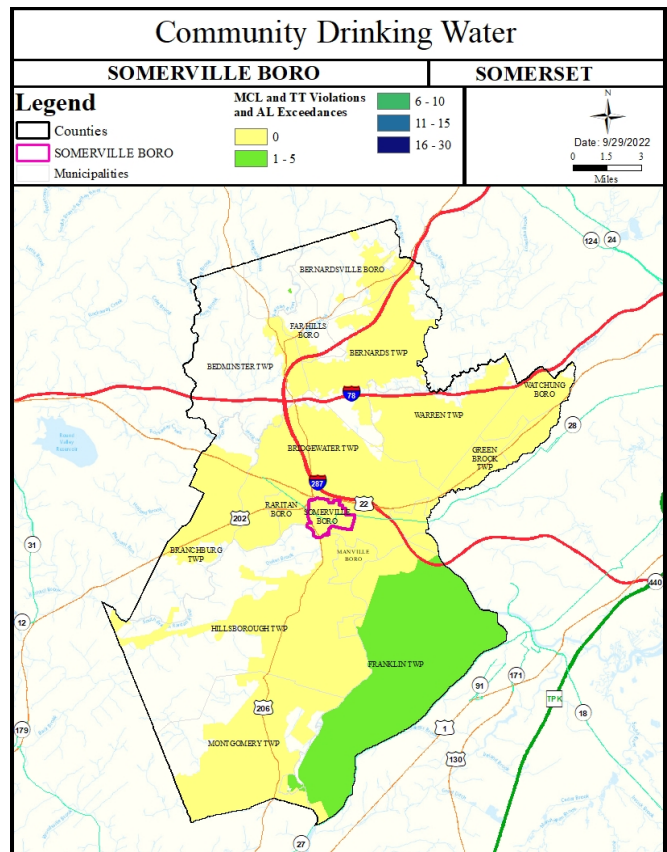 Community Drinking Water
SOMERVILLE BORO
SOMERSET
Legend
Counties
SOMERVILLE BORO
Municipalities
MCL and TT Violations
and AL Exceedances
0
1 - 5
6 - 10
11 - 15
16 - 30
N
Date: 9/29/2022
0 1.5 3
Miles
124
24
BERNARDSVILLE BORO
FAR HILLS
BORO
BERNARDS TWP
BEDMINSTER TWP
78
WATCHUNG
BORO
WARREN TWP
28
BRIDGEWATER TWP
GREEN
BROOK
TWP
287
22
RARITAN
BORO
SOMERVILLE
BORO
202
31
BRANCHBURG
TWP
MANVILLE
BORO
440
12
HILLSBOROUGH TWP
FRANKLIN TWP
171
91
TPK
206
18
1
179
MONTGOMERY TWP
130
27